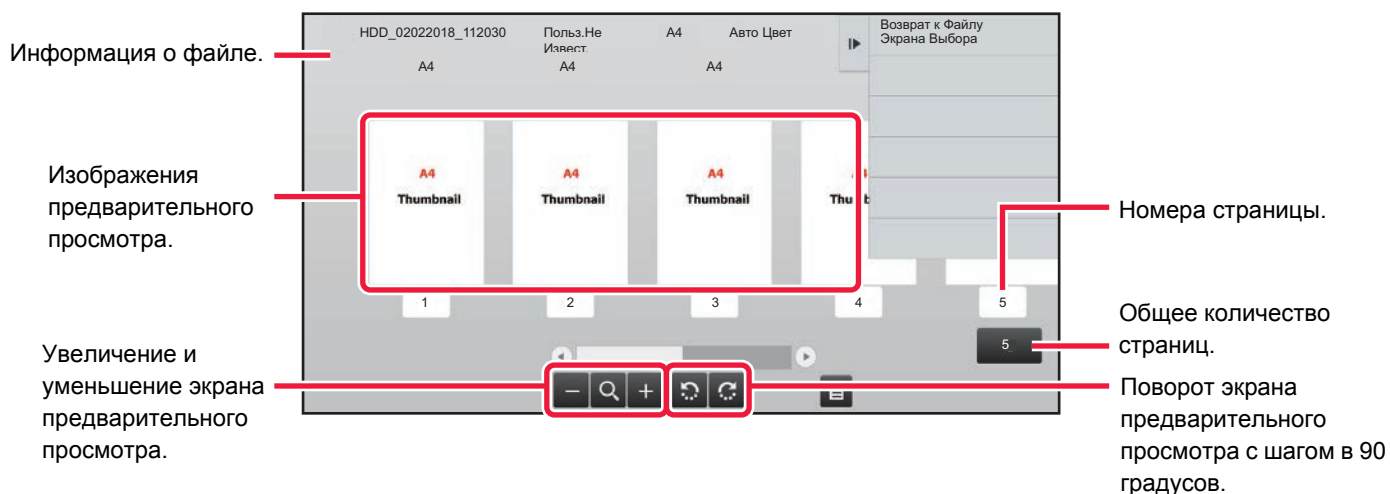 Информация о файле.
HDD_02022018_112030
Польз.Не
Извест.
A4
Авто Цвет
Возврат к Файлу
Экрана Выбора
A4
A4
A4
Изображения
предварительного
просмотра.
A4
Thumbnail
A4
Thumbnail
A4
Thumbnail
Номера страницы.
1
2
3
4
5
Общее количество
страниц.
5
Увеличение и
уменьшение экрана
предварительного
просмотра.
Поворот экрана
предварительного
просмотра с шагом в 90
градусов.